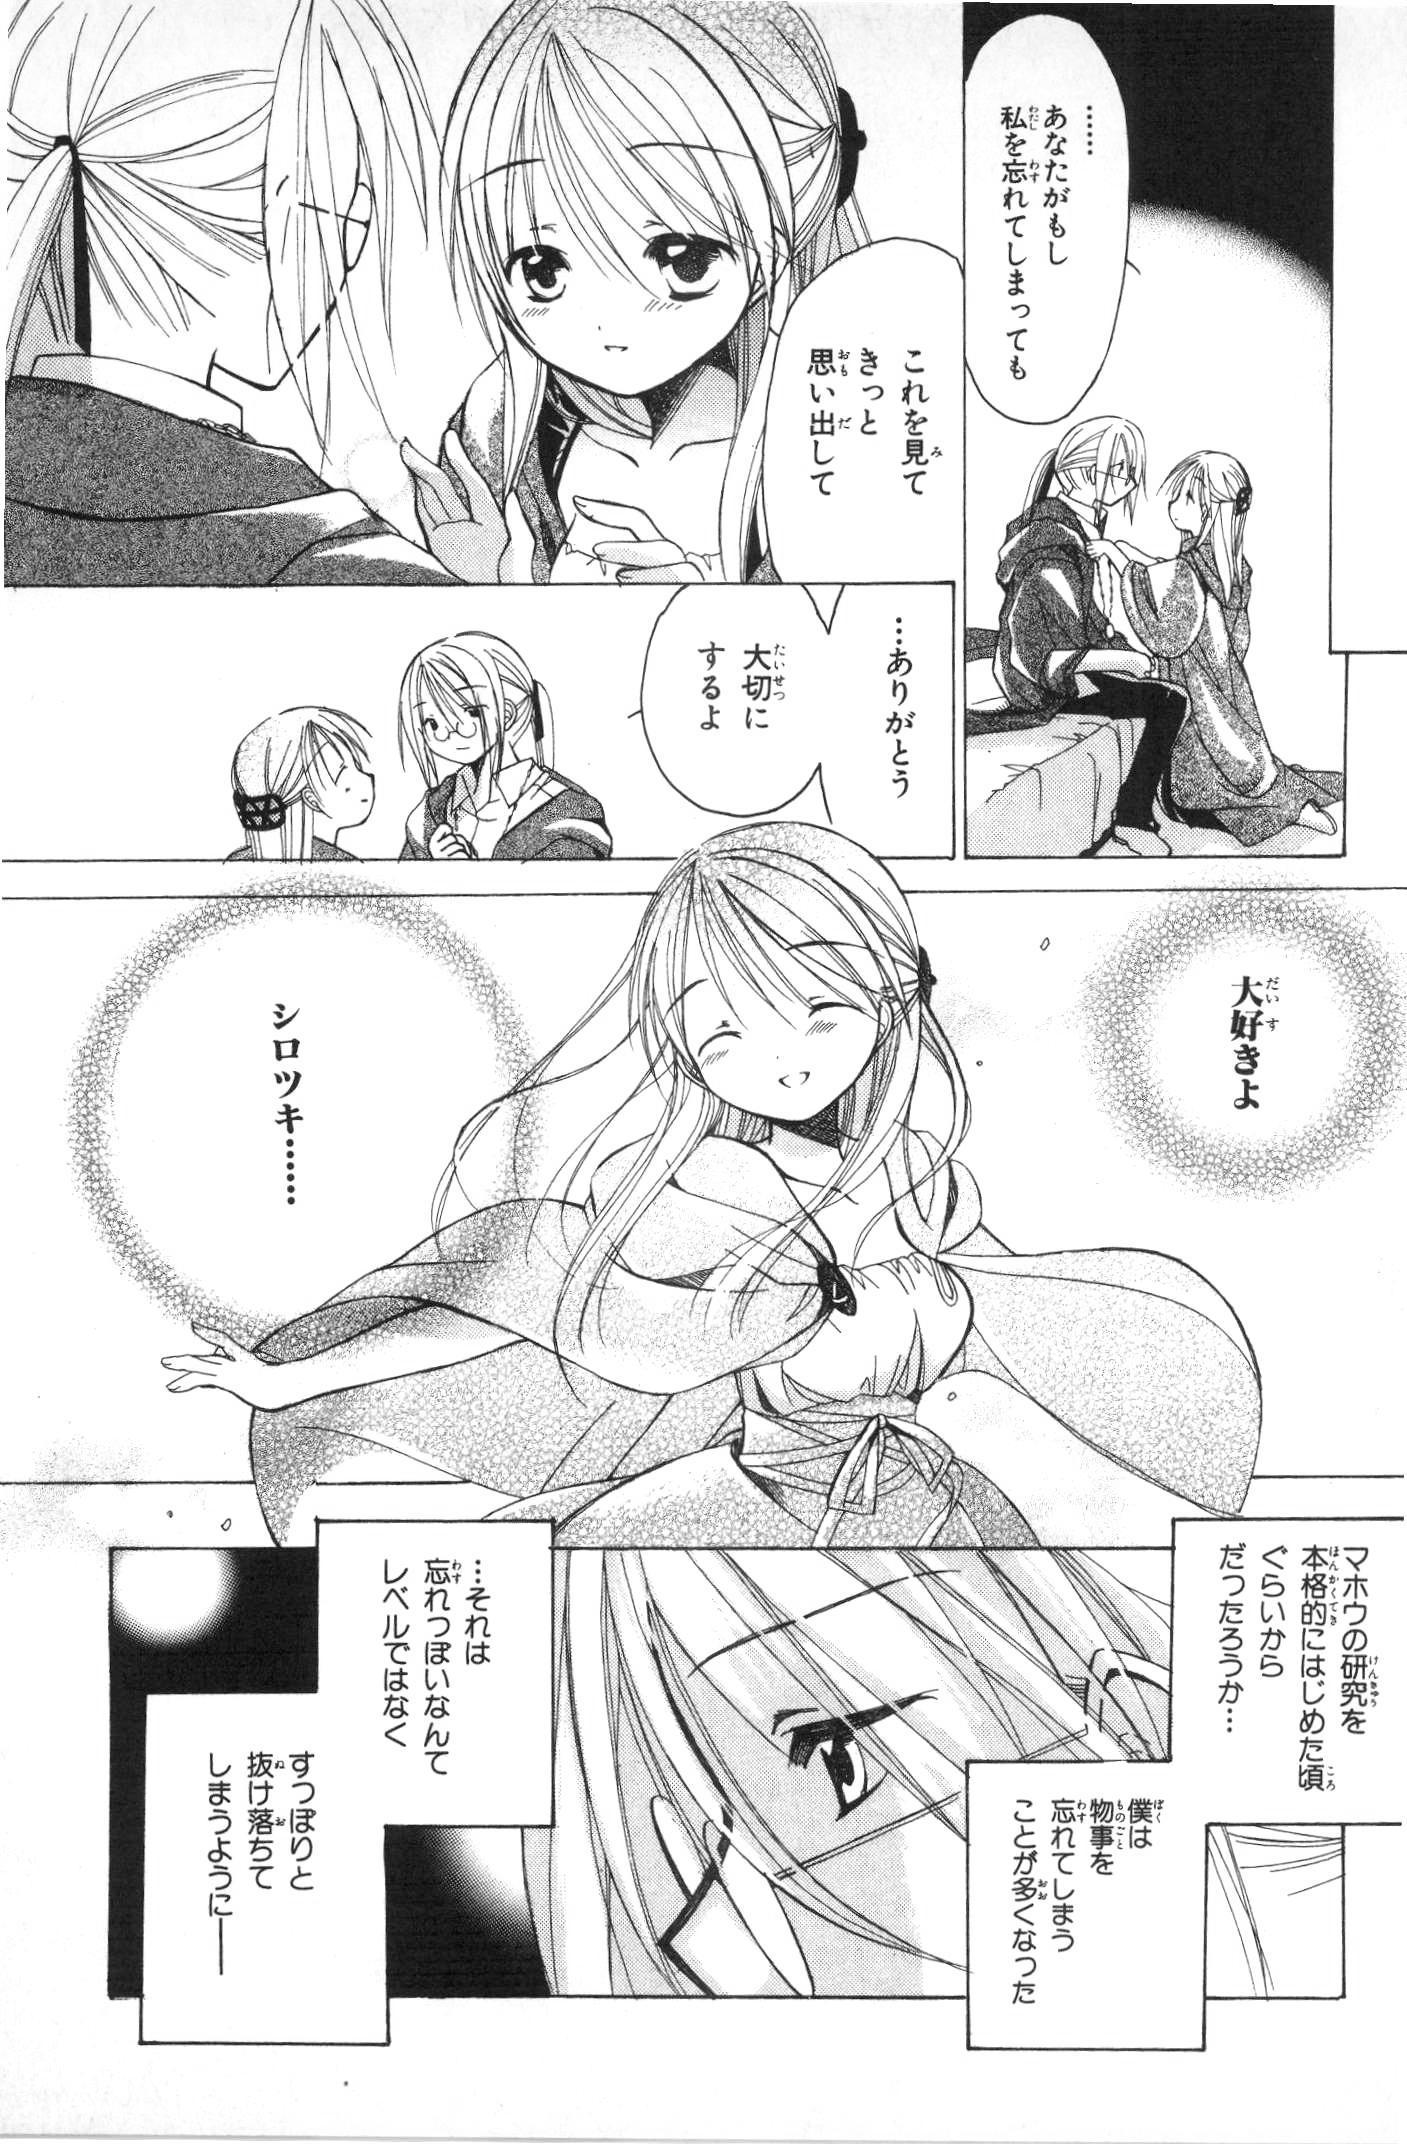 ……
あなたがもし
私を忘れてしまっても
これを見て
きっと
思い出して
…ありがとう
大切に
するよ
大好きよ
シロツキ……
マホウの研究を
本格的にはじめた頃
ぐらいから
だったろうか…
僕は
物事を
忘れてしまう
ことが多くなった
…それは
忘れっぽいなんて
レベルではなく
すっぽりと
抜け落ちて
しまうように――